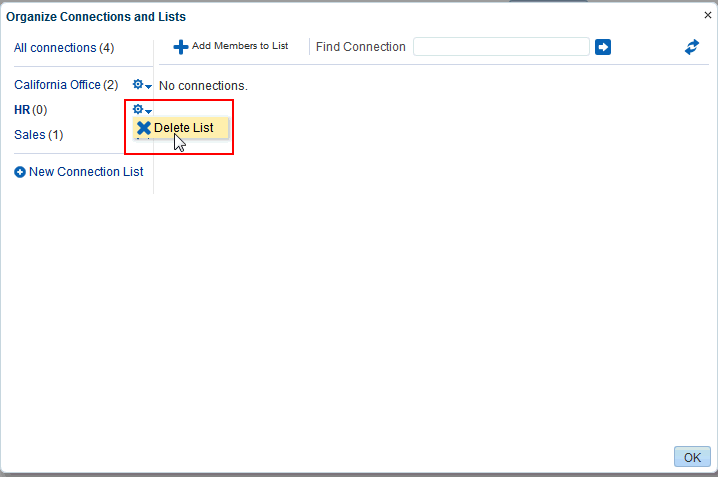 Organize Connections and Lists
All connections (4)
Add Members to List
Find Connection
California Office (2)
No connections.
HR (0)
Delete List
Sales (1)
New Connection List
OK